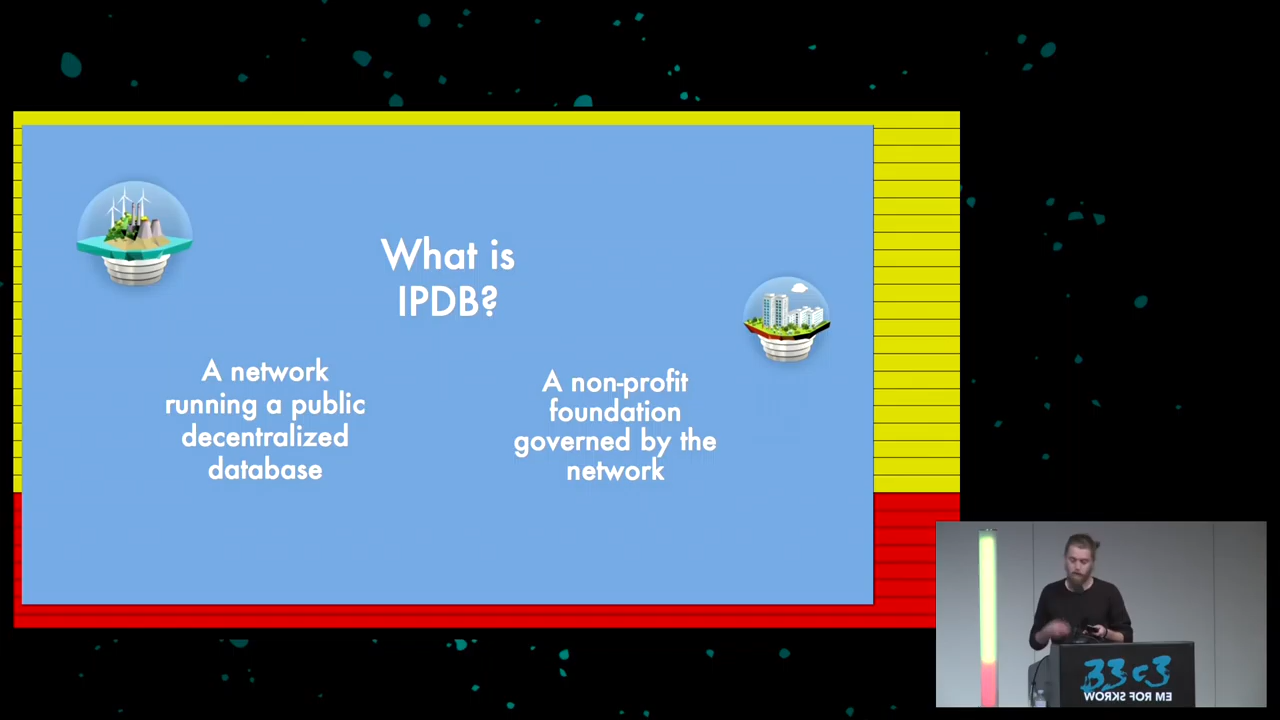 What is
IPDB?
A network
running a public
decentralized
database
A non-profit
foundation
governed by the
network
33c3
WORKS FOR ME